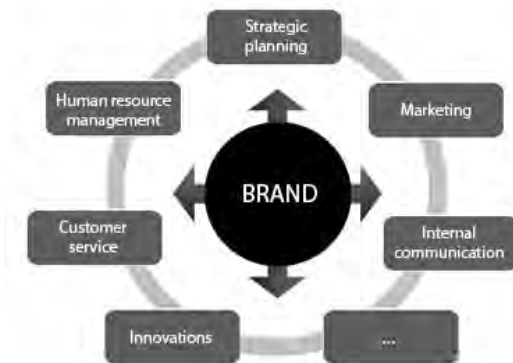 Strategic
planning
Human resource
management
Marketing
BRAND
Customer
service
Internal
communication
Innovations
...